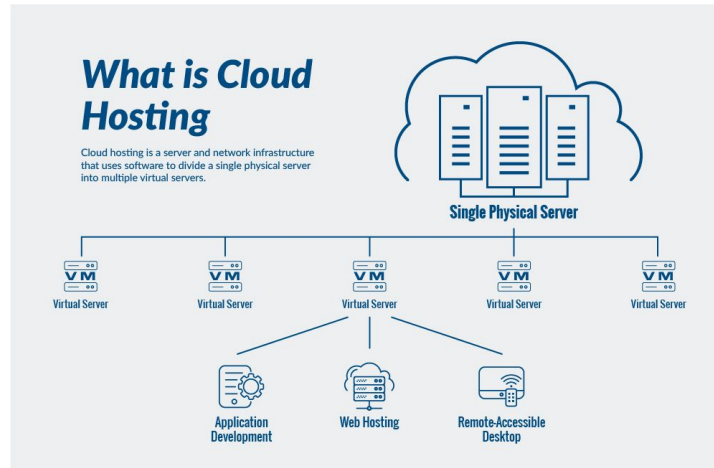 What is Cloud
Hosting
Cloud hosting is a server and network infrastructure
that uses software to divide a single physical server
into multiple virtual servers.
Single Physical Server
VM
VM
VM
VM
VM
Virtual Server
Virtual Server
Virtual Server
Virtual Server
Virtual Server
Application
Development
Web Hosting
Remote-Accessible
Desktop